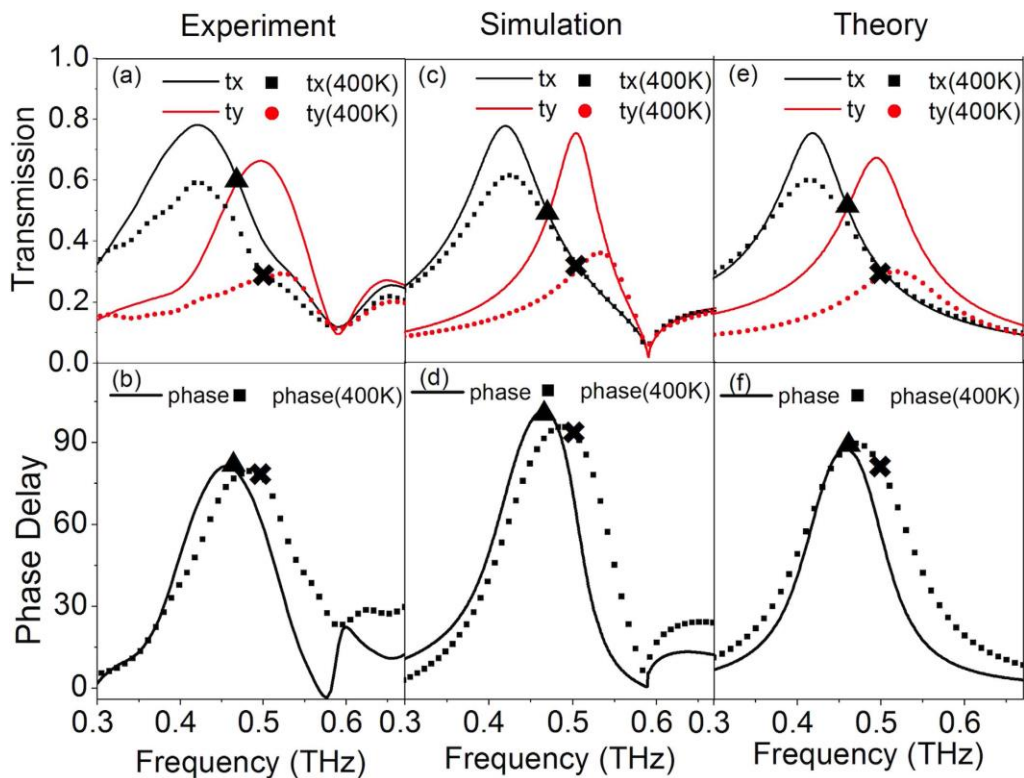 Experiment Simulation Theory
(a) tx tx(400K) (c) tx tx(400K) (e) tx tx(400K)
ty ty(400K) ty ty(400K) ty ty(400K)
1.0
0.8
0.6
0.4
0.2
0.0
Transmission
(b) phase phase(400K) (d) phase phase(400K) (f) phase phase(400K)
90
60
30
0
Phase Delay
0.3 0.4 0.5 0.6 0.3 0.4 0.5 0.6 0.3 0.4 0.5 0.6
Frequency (THz) Frequency (THz) Frequency (THz)